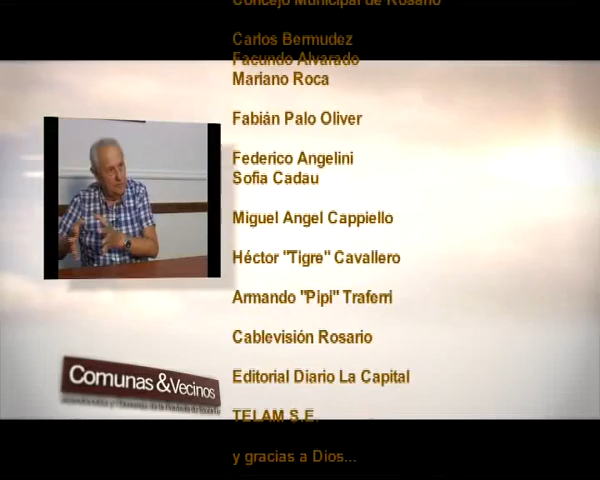 Concejo Municipal de Rosario
Carlos Bermudez
Facundo Alvarado
Mariano Roca
Fabián Palo Oliver
Federico Angelini
Sofia Cadau
Miguel Angel Cappiello
Héctor "Tigre" Cavallero
Armando "Pipi" Traferri
Cablevisión Rosario
Editorial Diario La Capital
TELAM S.E.
y gracias a Dios...
Comunas &Vecinos